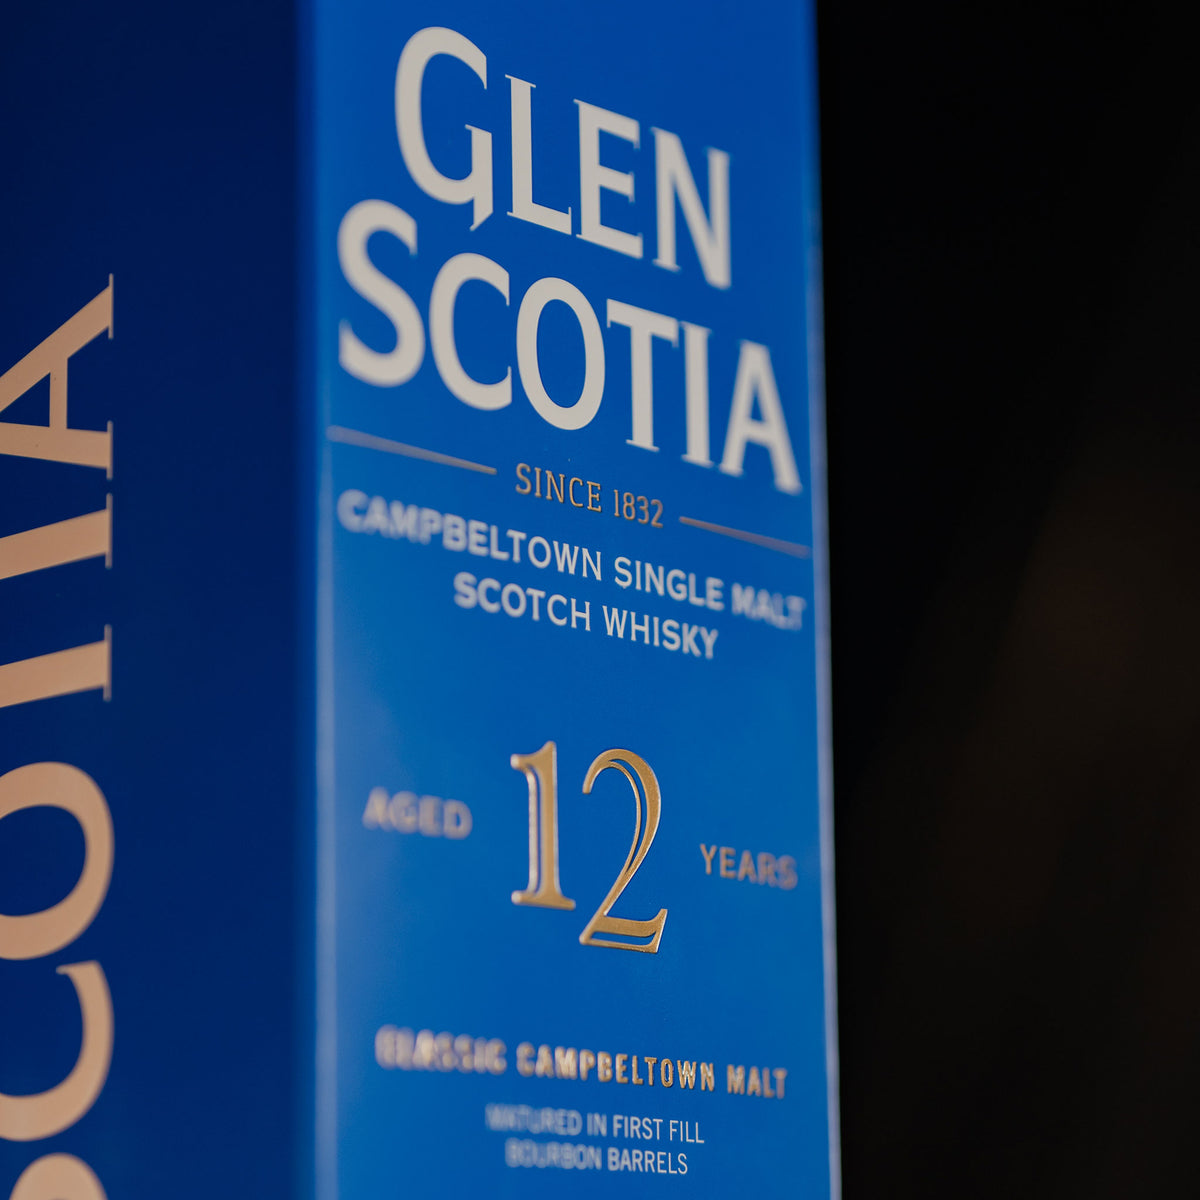 GLEN
SCOTIA
SINCE 1832
CAMPBELTOWN SINGLE MALT
SCOTCH WHISKY
AGED 12 YEARS
CLASSIC CAMPBELTOWN MALT
MATURED IN FIRST FILL
BOURBON BARRELS
SCOTIA